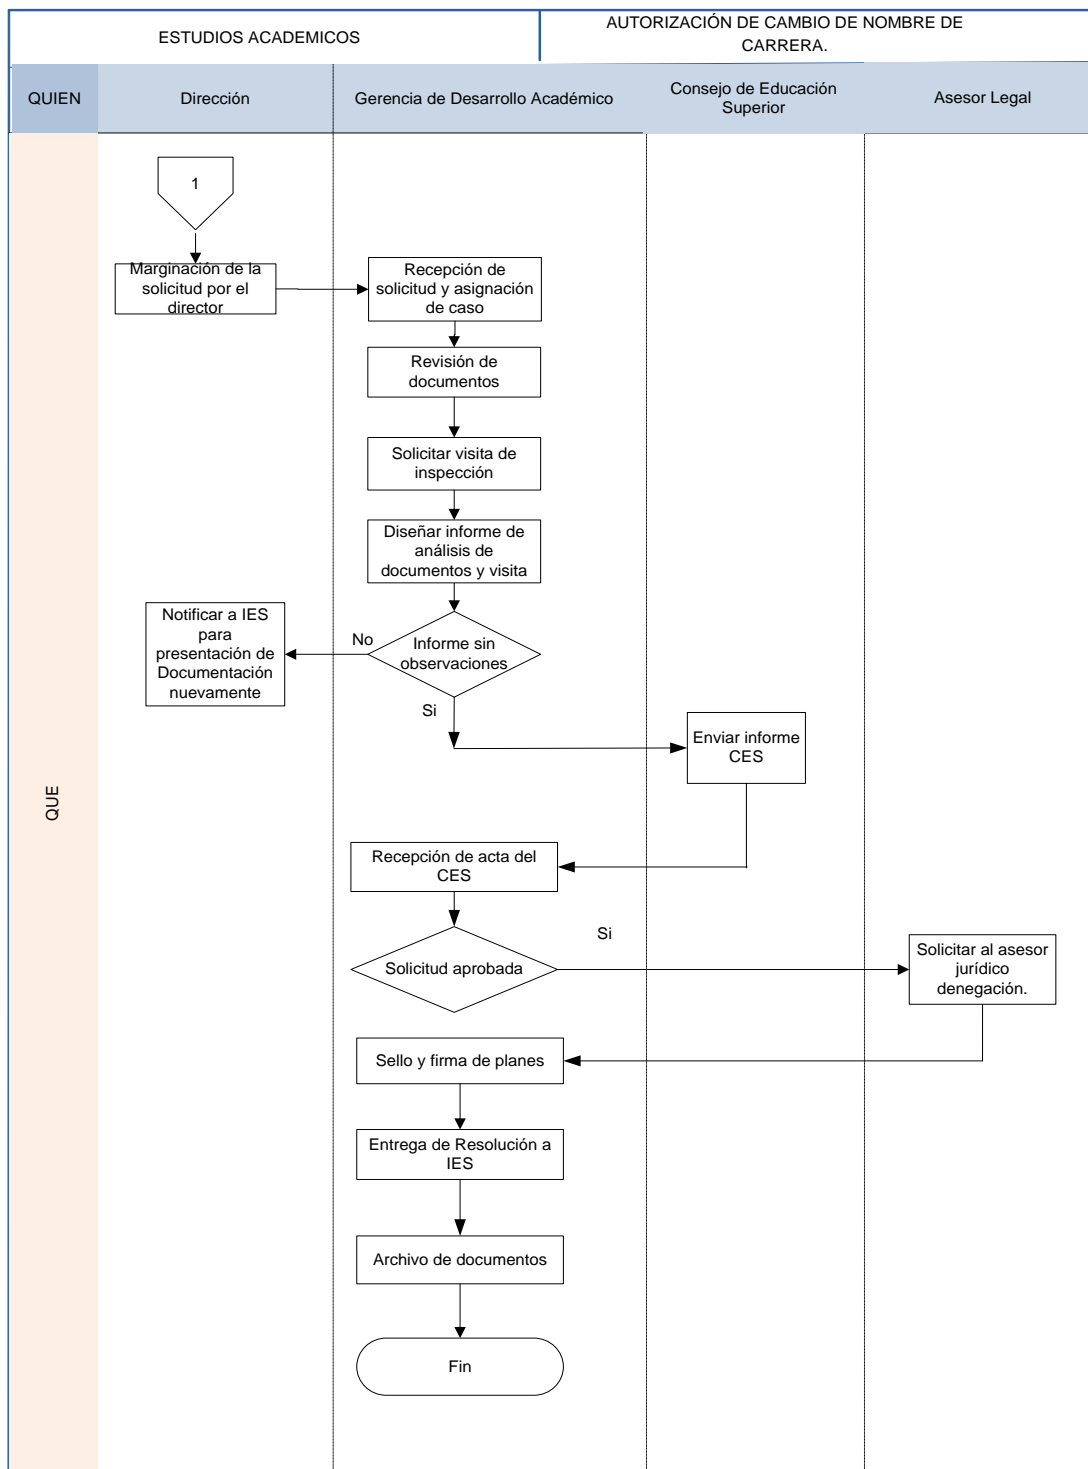 ESTUDIOS ACADEMICOS
AUTORIZACIÓN DE CAMBIO DE NOMBRE DE
CARRERA.
QUIEN
Dirección
Gerencia de Desarrollo Académico
Consejo de Educación
Superior
Asesor Legal
QUE
1
Marginación de la
solicitud por el
director
Recepción de
solicitud y asignación
de caso
Revisión de
documentos
Solicitar visita de
inspección
Diseñar informe de
análisis de
documentos y visita
Informe sin
observaciones
No
Notificar a IES
para
presentación de
Documentación
nuevamente
Si
Enviar informe
CES
Recepción de acta del
CES
Solicitud aprobada
Si
Solicitar al asesor
jurídico
denegación.
Sello y firma de planes
Entrega de Resolución a
IES
Archivo de documentos
Fin